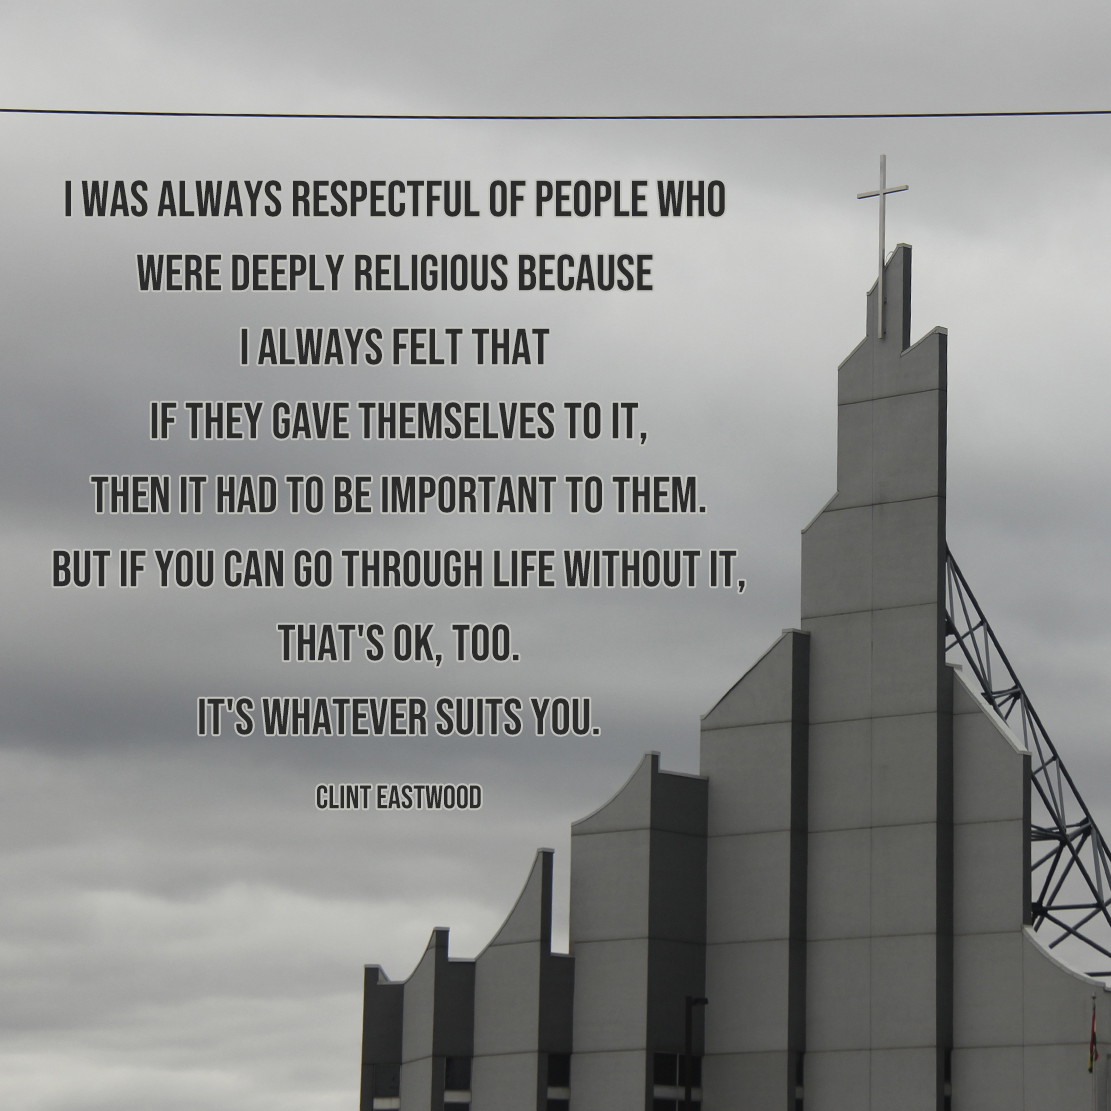 I WAS ALWAYS RESPECTFUL OF PEOPLE WHO
WERE DEEPLY RELIGIOUS BECAUSE
I ALWAYS FELT THAT
IF THEY GAVE THEMSELVES TO IT,
THEN IT HAD TO BE IMPORTANT TO THEM.
BUT IF YOU CAN GO THROUGH LIFE WITHOUT IT,
THAT'S OK, TOO.
IT'S WHATEVER SUITS YOU.
CLINT EASTWOOD